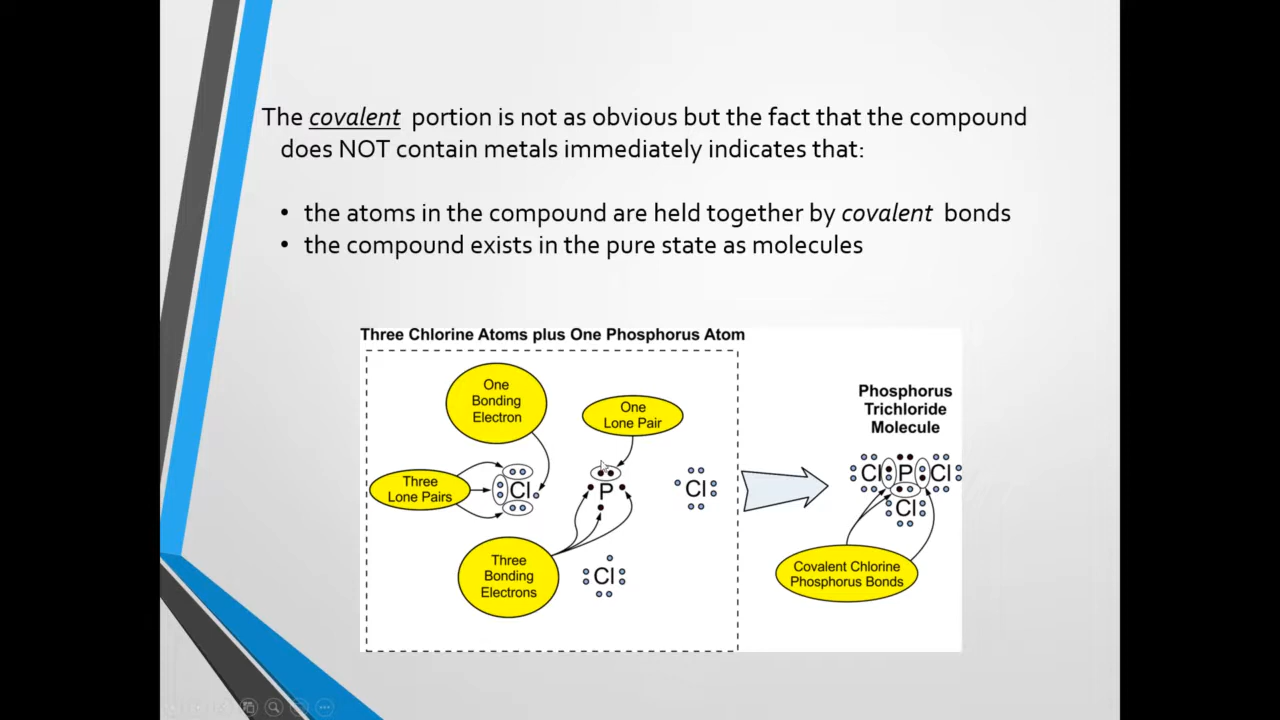 The covalent portion is not as obvious but the fact that the compound
does NOT contain metals immediately indicates that:
• the atoms in the compound are held together by covalent bonds
• the compound exists in the pure state as molecules
Three Chlorine Atoms plus One Phosphorus Atom
One
Bonding
Electron
One
Lone Pair
Three
Lone Pairs
Cl
P
Cl
Three
Bonding
Electrons
Cl
Phosphorus
Trichloride
Molecule
Cl P Cl
Cl
Covalent Chlorine
Phosphorus Bonds